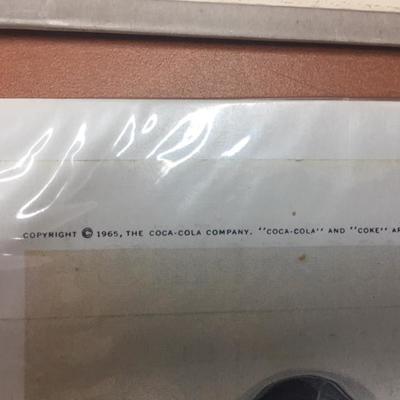 COPYRIGHT © 1965, THE COCA-COLA COMPANY. "COCA-COLA" AND "COKE" AR